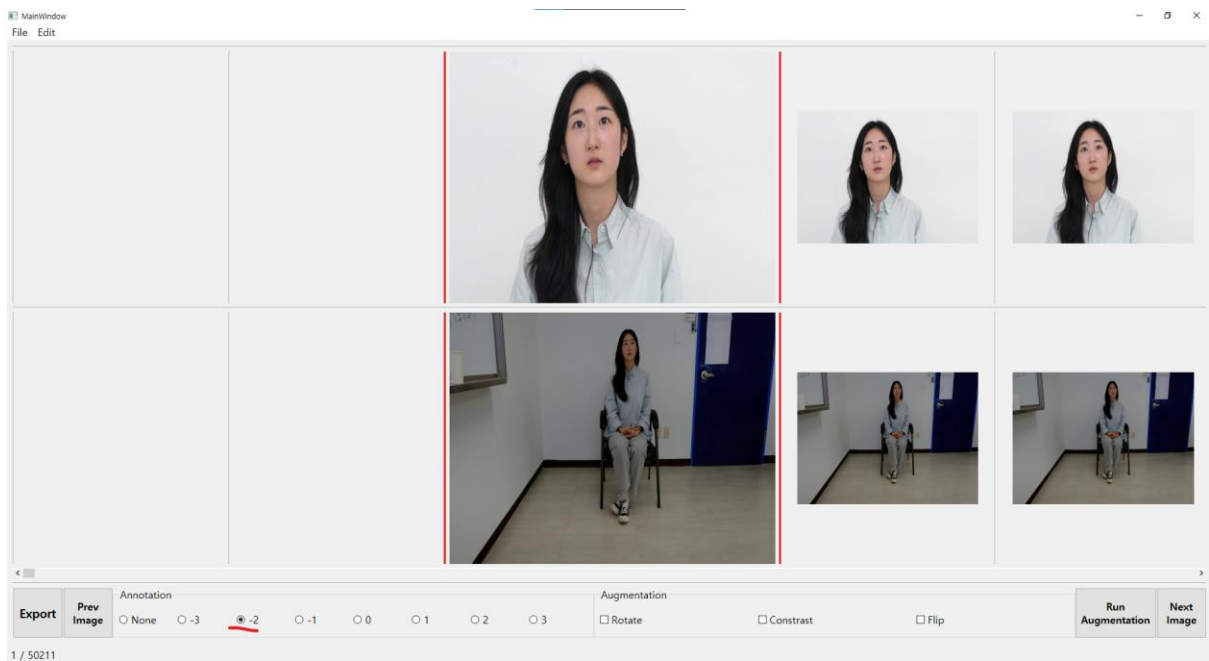 MainWindow
File Edit
Export
Prev Image
Annotation
None -3 -2 -1 0 1 2 3
Augmentation
Rotate Constrast Flip
Run Augmentation
Next Image
1 / 50211